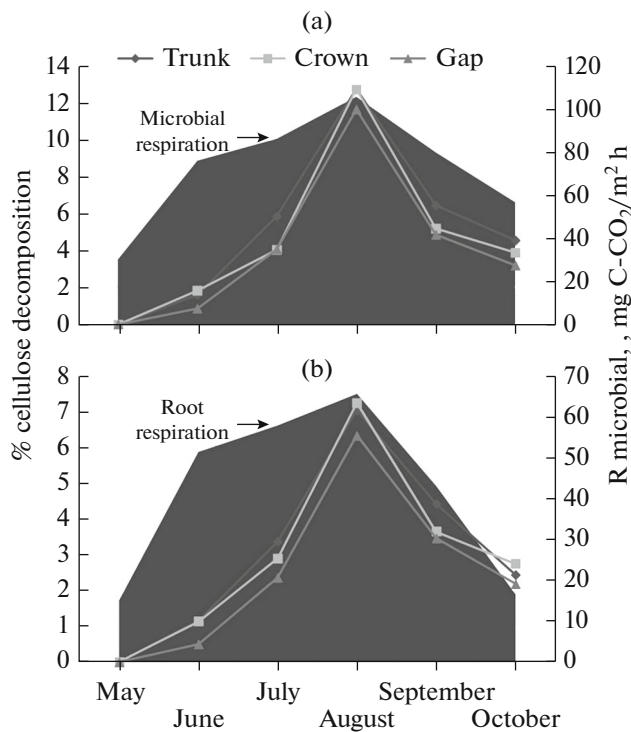 (a)
Trunk Crown Gap
14
12
10
8
6
4
2
0
Microbial
respiration
120
100
80
60
40
20
0
% cellulose decomposition
R microbial, , mg C-CO₂/m² h
(b)
8
7
6
5
4
3
2
1
0
Root
respiration
70
60
50
40
30
20
10
0
May July September
June August October